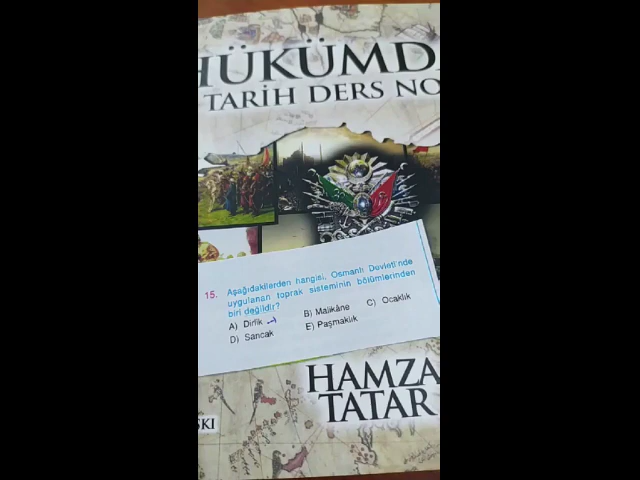 HÜKÜMD
TARİH DERS NO
15. Aşağıdakilerden hangisi, Osmanlı Devleti'nde
uygulanan toprak sisteminin bölümlerinden
biri değildir?
A) Dirlik B) Malikâne C) Ocaklık
D) Sancak E) Paşmaklık
HAMZA
TATAR
SKI